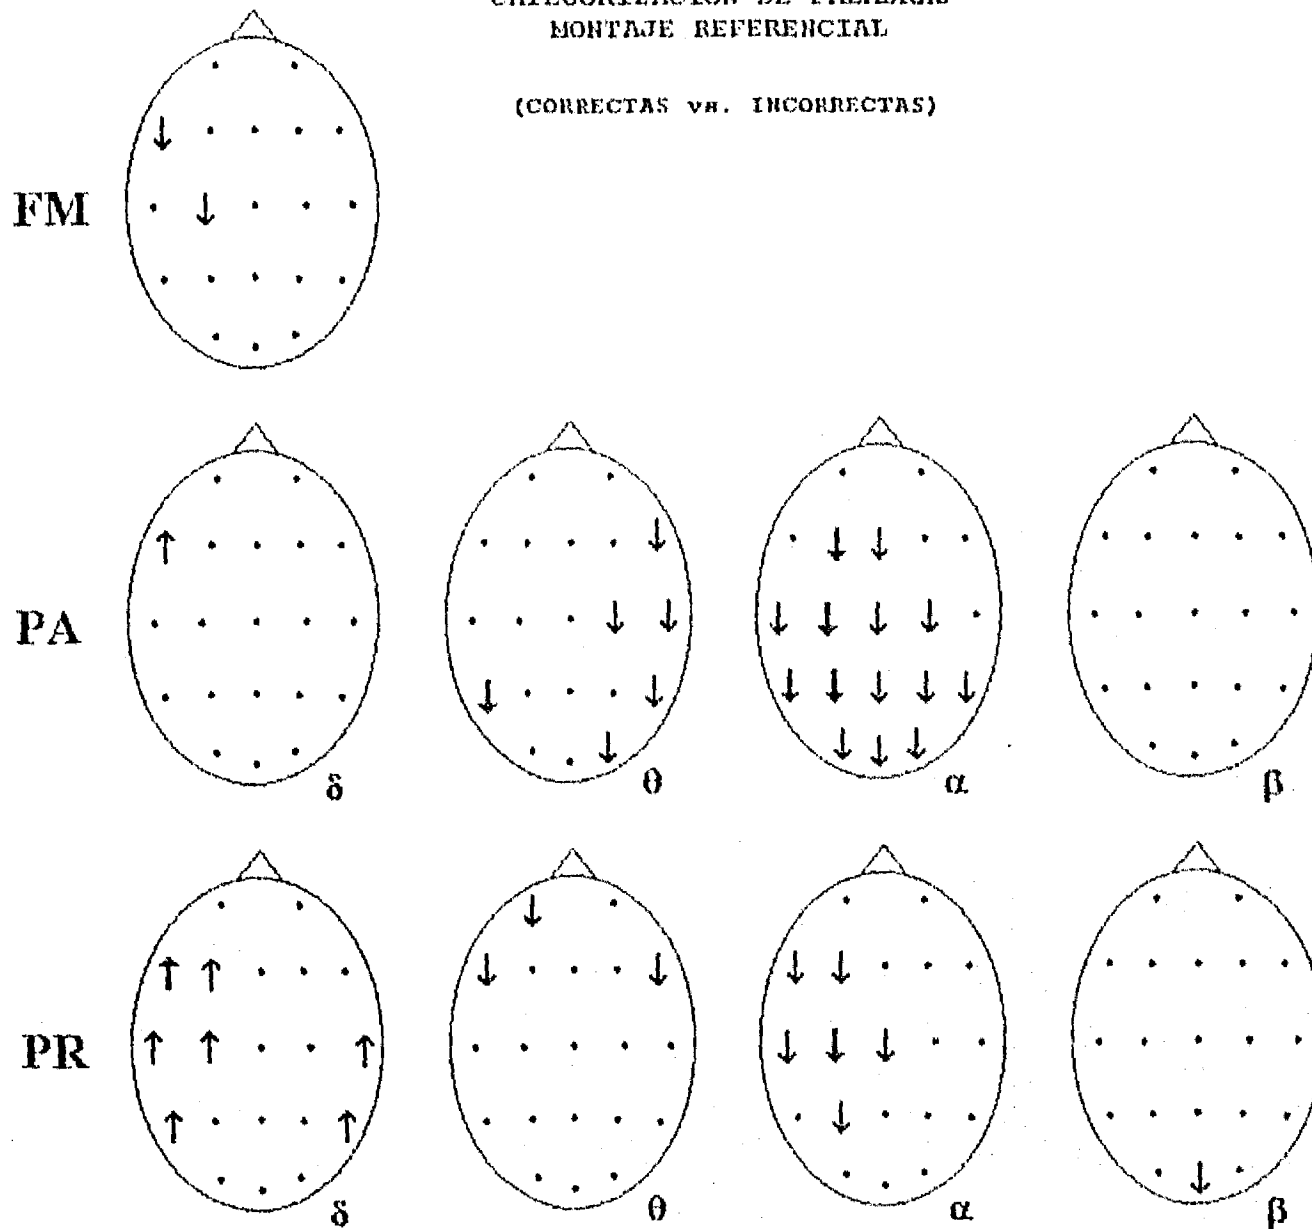 MONTAJE REFERENCIAL
(CORRECTAS vs. INCORRECTAS)
FM
PA
δ θ α β
PR
δ θ α β